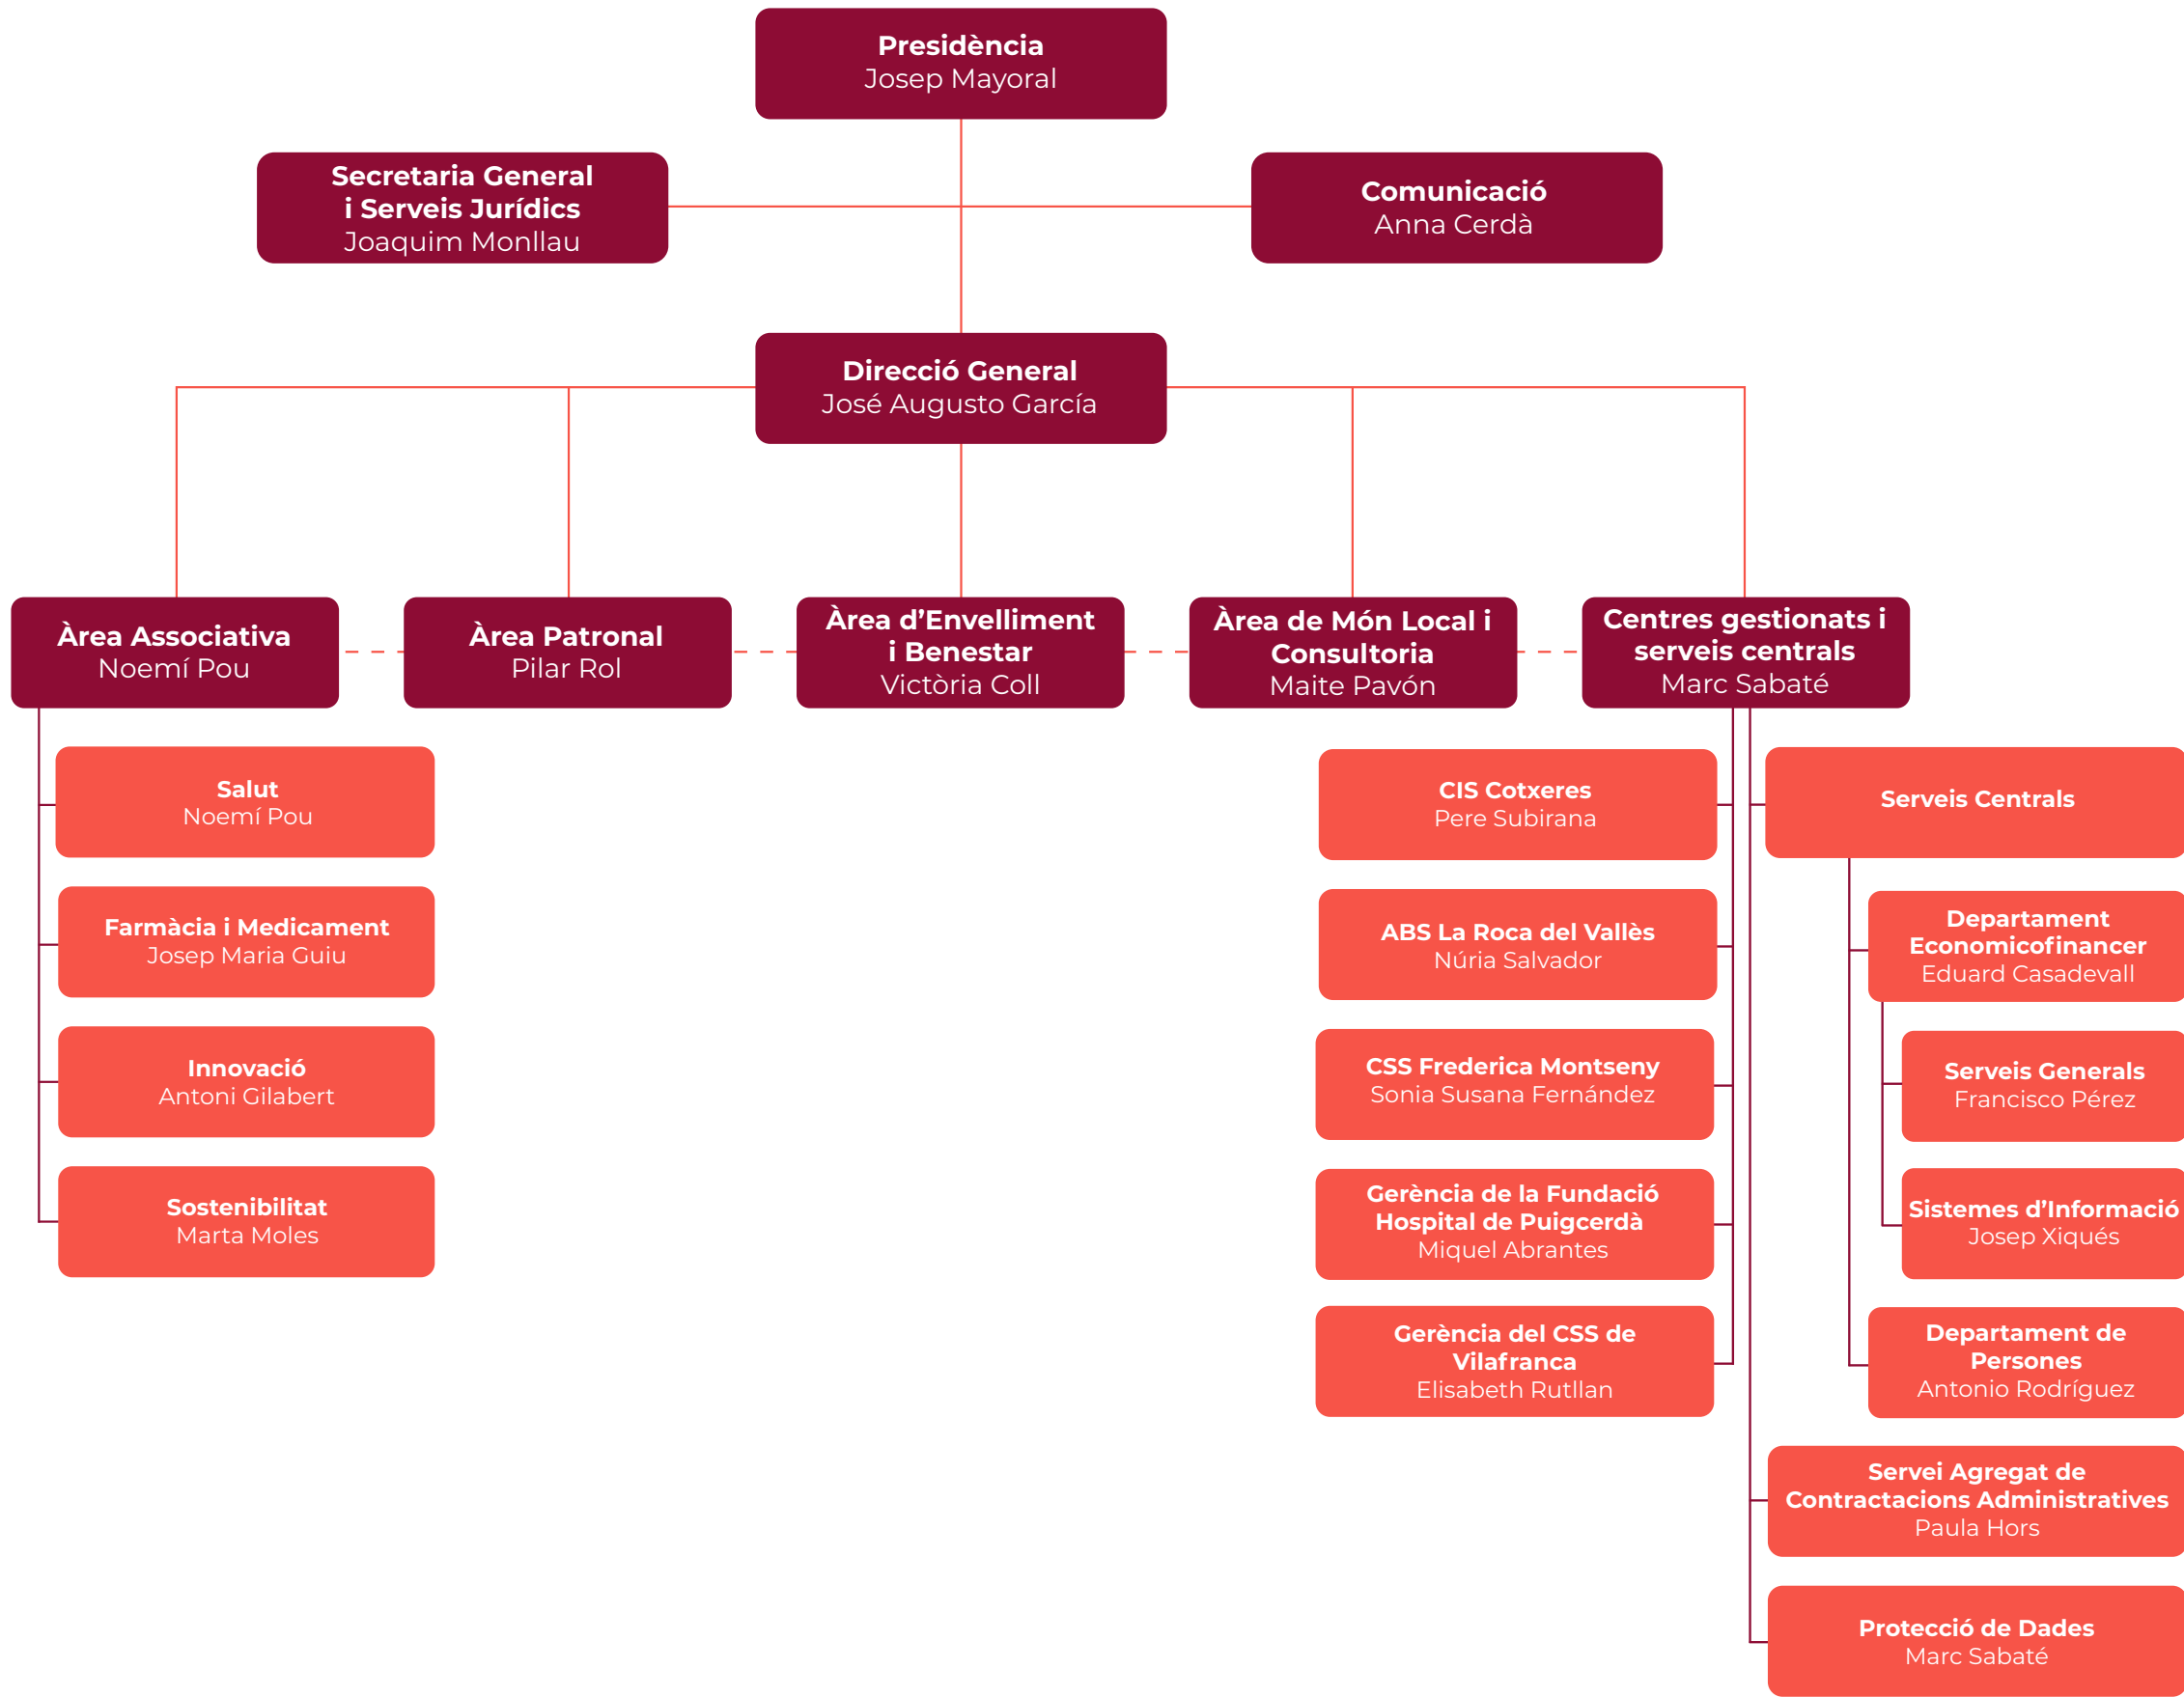 Presidència
Josep Mayoral
Secretaria General
i Serveis Jurídics
Joaquim Monllau
Comunicació
Anna Cerdà
Direcció General
José Augusto García
Àrea Associativa
Noemí Pou
Àrea Patronal
Pilar Rol
Àrea d’Envelliment
i Benestar
Victòria Coll
Àrea de Món Local i
Consultoria
Maite Pavón
Centres gestionats i
serveis centrals
Marc Sabaté
Salut
Noemí Pou
Farmàcia i Medicament
Josep Maria Guiu
Innovació
Antoni Gilabert
Sostenibilitat
Marta Moles
CIS Cotxeres
Pere Subirana
ABS La Roca del Vallès
Núria Salvador
CSS Frederica Montseny
Sonia Susana Fernández
Gerència de la Fundació
Hospital de Puigcerdà
Miquel Abrantes
Gerència del CSS de
Vilafranca
Elisabeth Rutllan
Serveis Centrals
Departament
Economicofinancer
Eduard Casadevall
Serveis Generals
Francisco Pérez
Sistemes d’Informació
Josep Xiqués
Departament de
Persones
Antonio Rodríguez
Servei Agregat de
Contractacions Administratives
Paula Hors
Protecció de Dades
Marc Sabaté